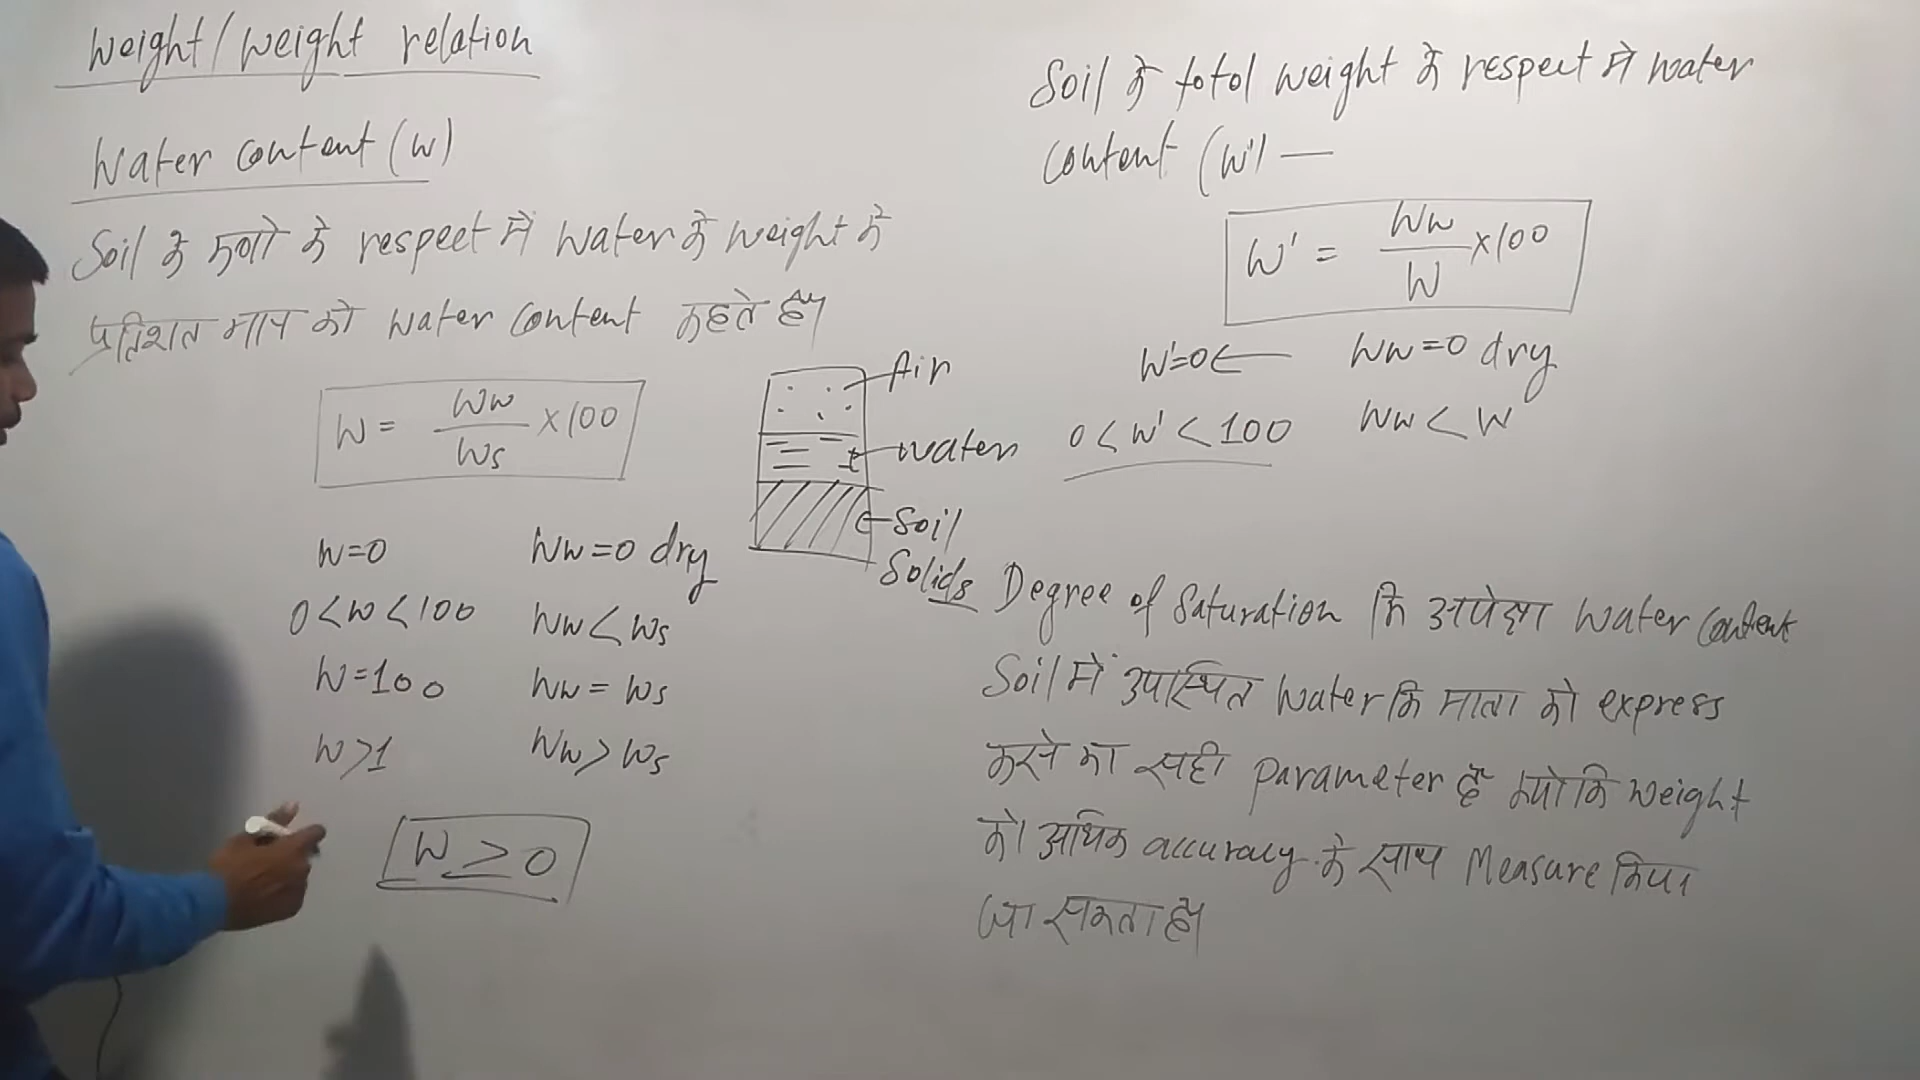 Weight/Weight relation
Water content (w)
Soil के कणो के respect मे water के weight के
प्रतिशत माप को water content कहते है।
W = Ww/Ws ×100
W=0 Ww=0 dry
0<w<100 Ww<Ws
W=100 Ww=Ws
W>1 Ww>Ws
W≥0
Air
water
Soil
Solids
Soil के total weight के respect मे water
content (W') —
W' = Ww/W ×100
W'=0 ← Ww=0 dry
0<W'<100 Ww<W
Degree of Saturation कि अपेक्षा water content
Soil में उपस्थित water कि मात्रा को express
करने का सही parameter है क्योकि weight
को अधिक accuracy के साथ Measure किया
जा सकता है।